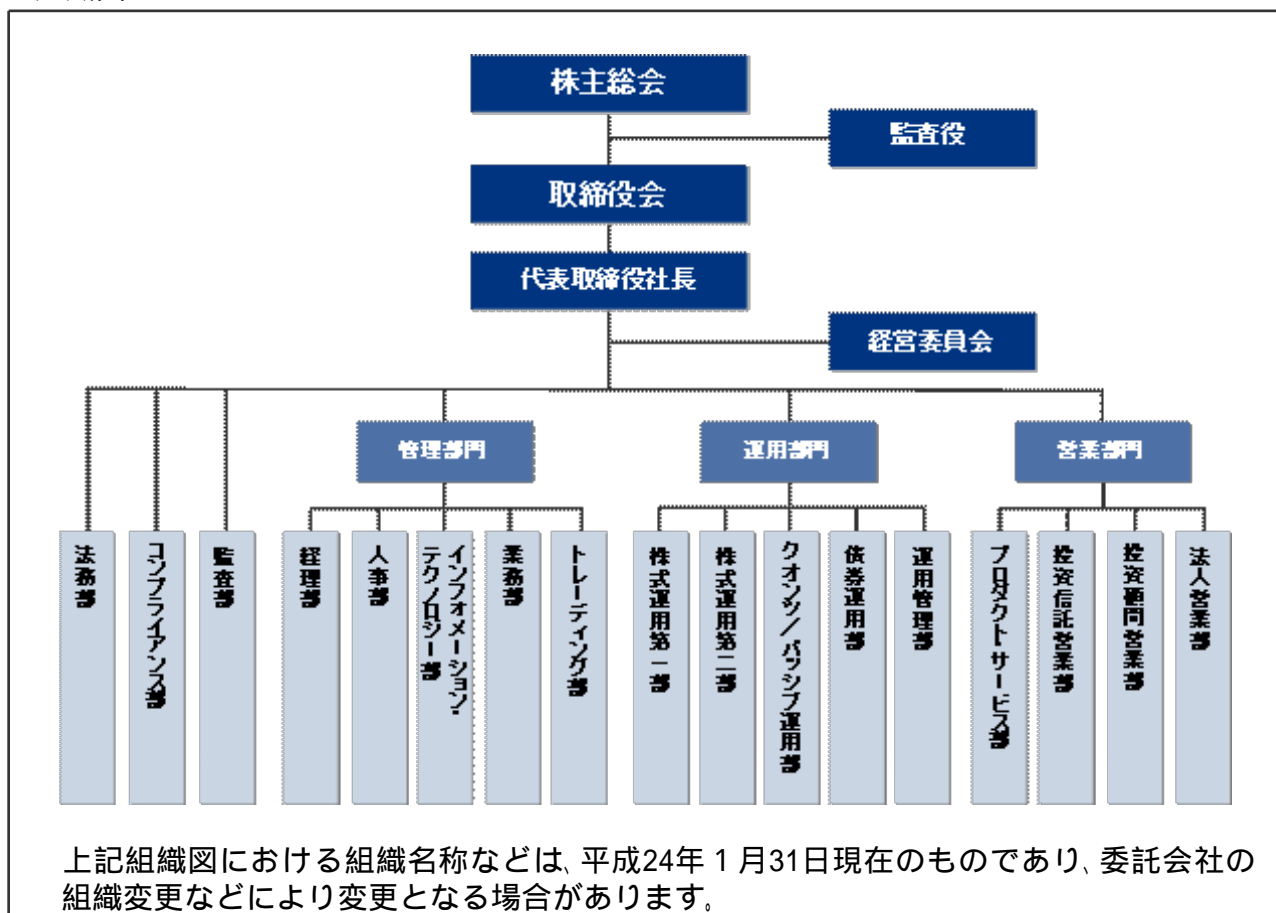 株主総会
監査役
取締役会
代表取締役社長
経営委員会
管理部門
運用部門
営業部門
法務部
コンプライアンス部
監査部
経理部
人事部
インフォメーション・
テクノロジー部
業務部
トレーディング部
株式運用第一部
株式運用第二部
クオンツ／パッシブ運用部
債券運用部
運用管理部
プロダクトサービス部
投資信託営業部
投資顧問営業部
法人営業部
上記組織図における組織名称などは、平成24年１月31日現在のものであり、委託会社の
組織変更などにより変更となる場合があります。